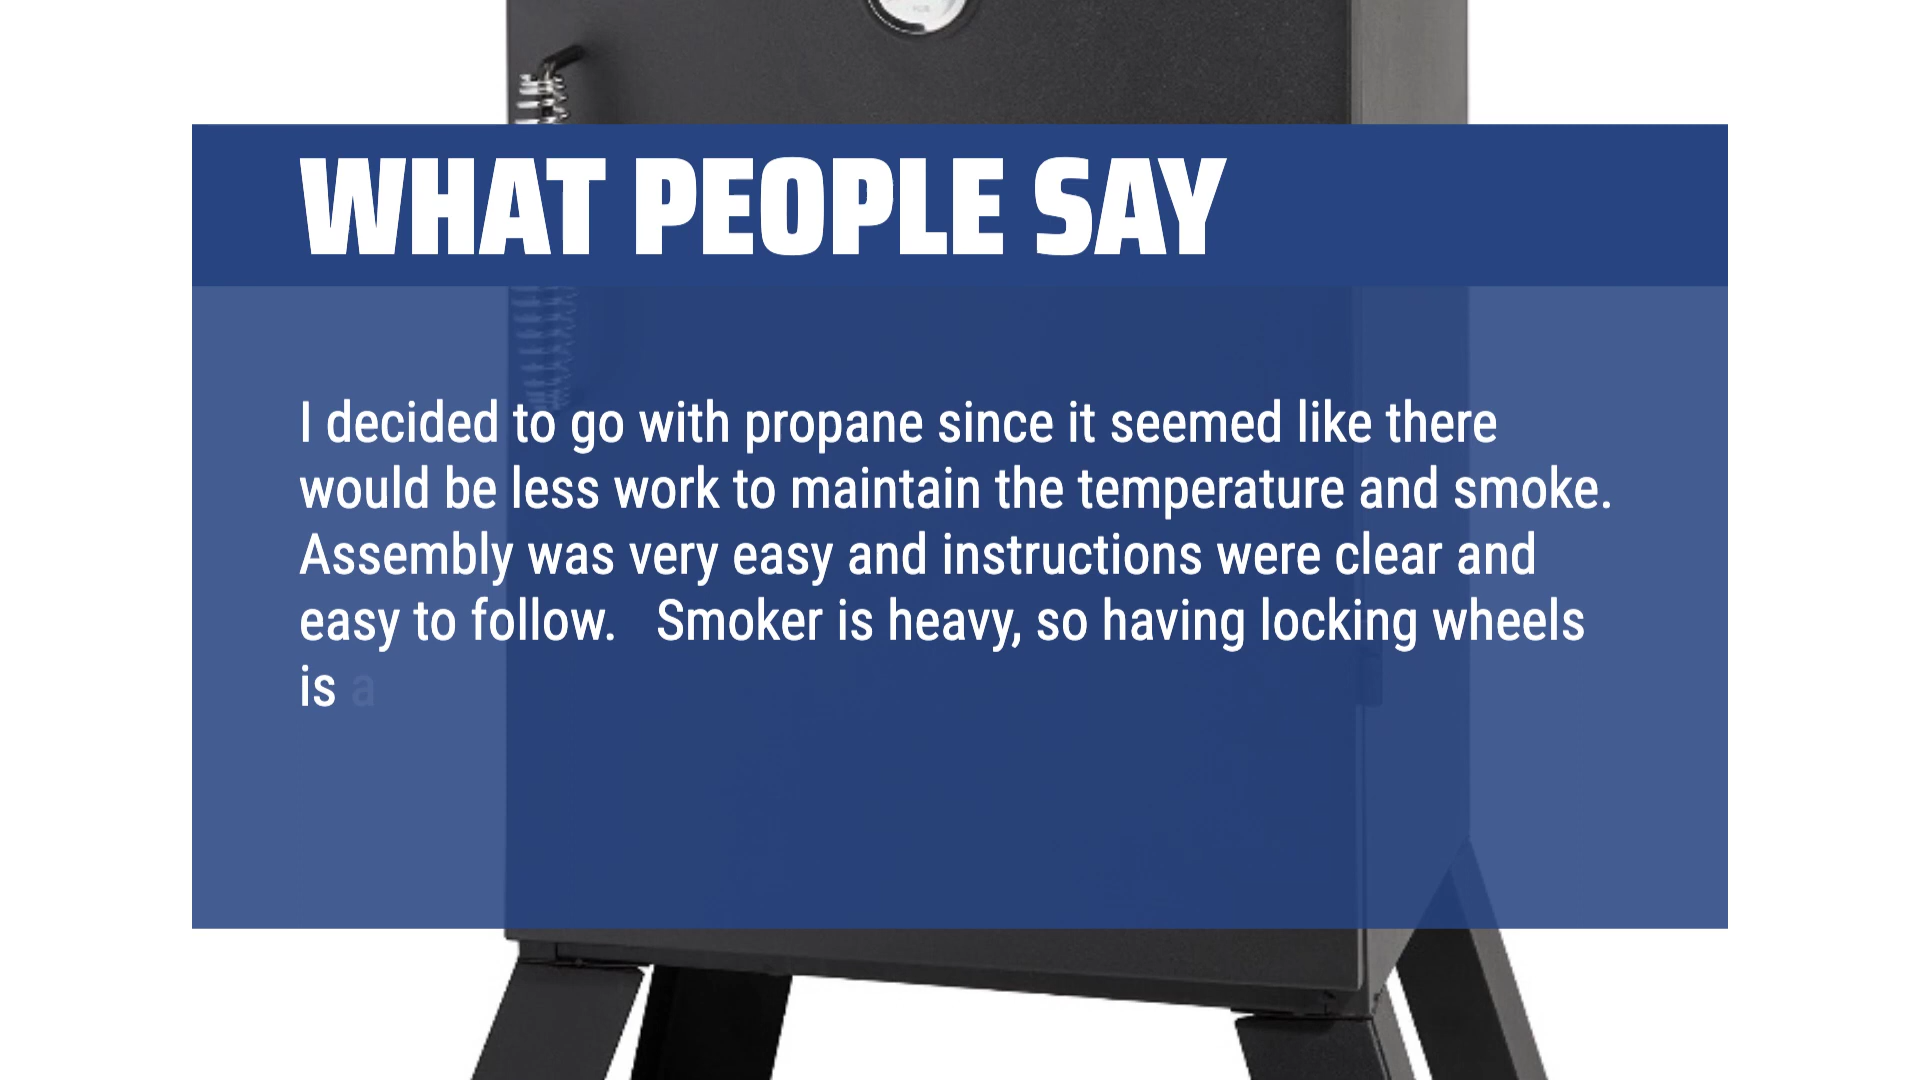 WHAT PEOPLE SAY
I decided to go with propane since it seemed like there
would be less work to maintain the temperature and smoke.
Assembly was very easy and instructions were clear and
easy to follow.   Smoker is heavy, so having locking wheels
is a